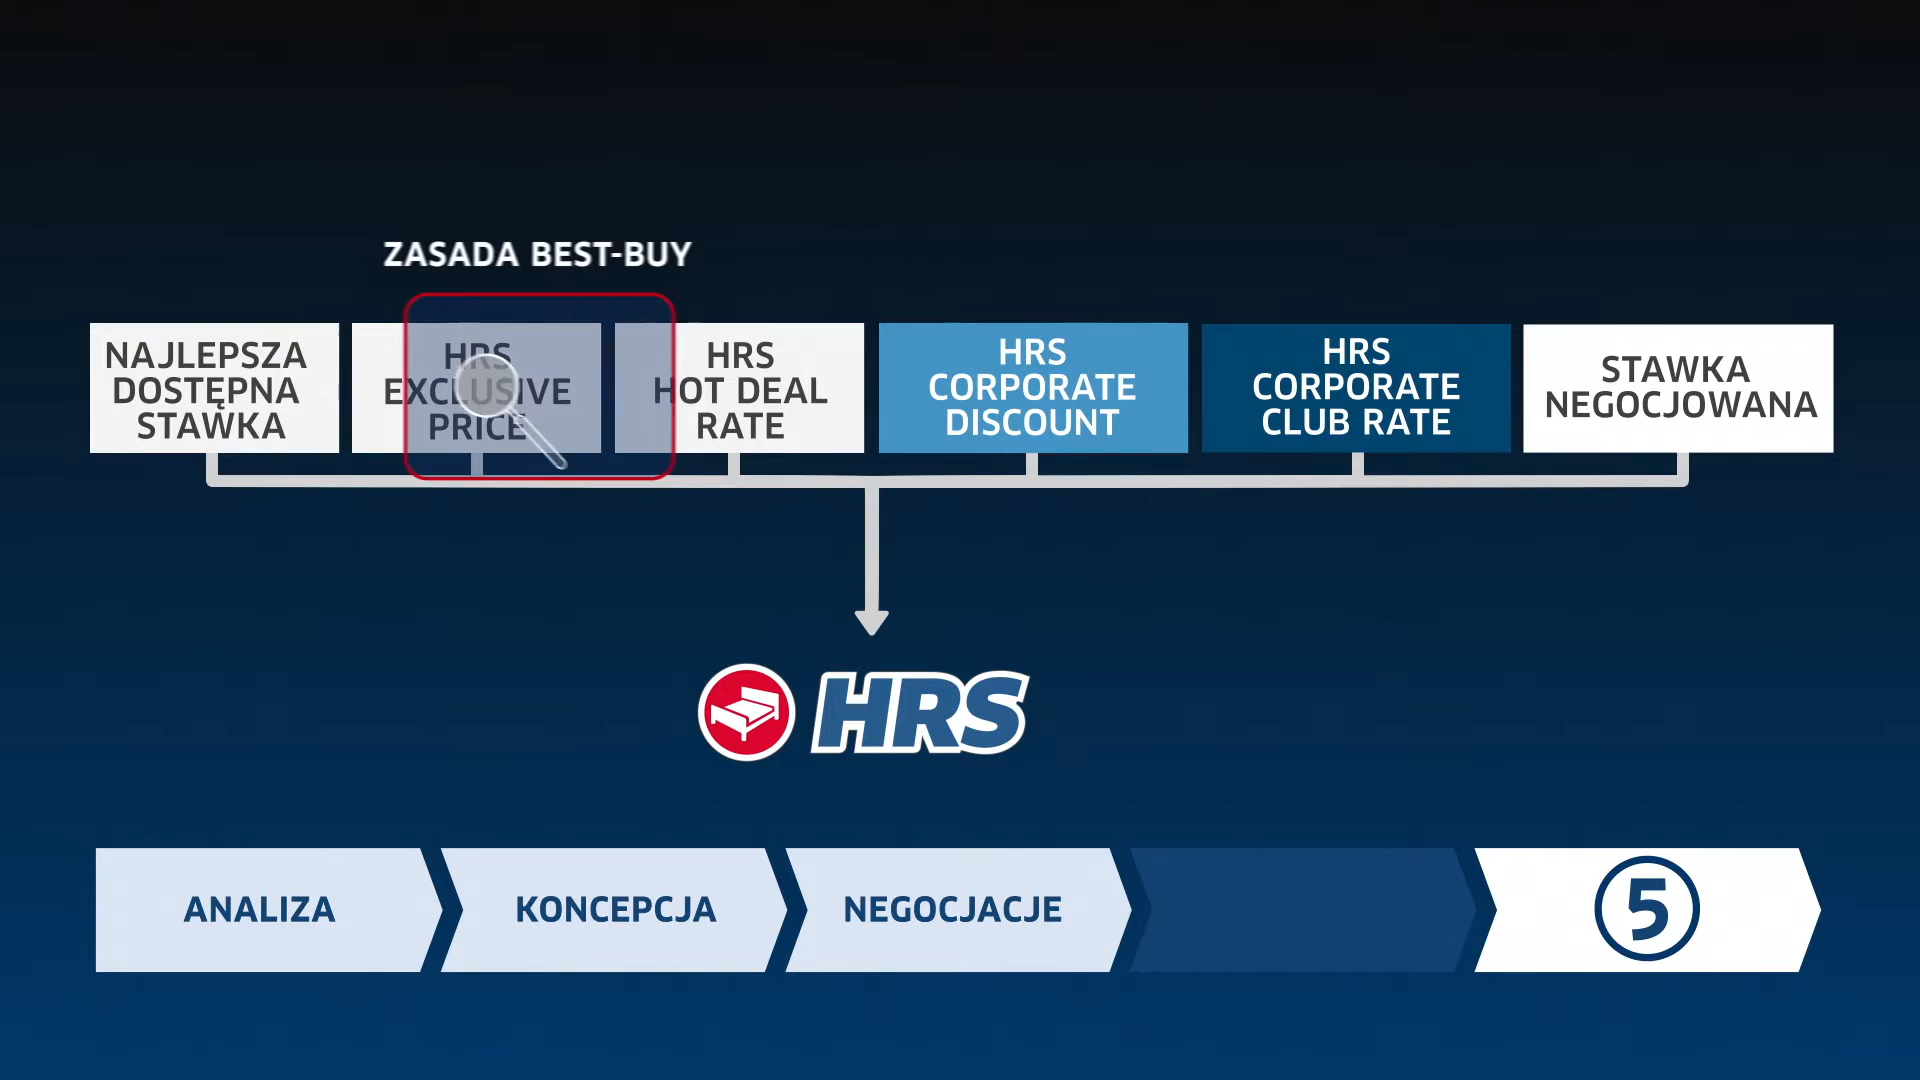 ZASADA BEST-BUY
NAJLEPSZA
DOSTĘPNA
STAWKA
HRS
EXCLUSIVE
PRICE
HRS
HOT DEAL
RATE
HRS
CORPORATE
DISCOUNT
HRS
CORPORATE
CLUB RATE
STAWKA
NEGOCJOWANA
HRS
ANALIZA
KONCEPCJA
NEGOCJACJE
5